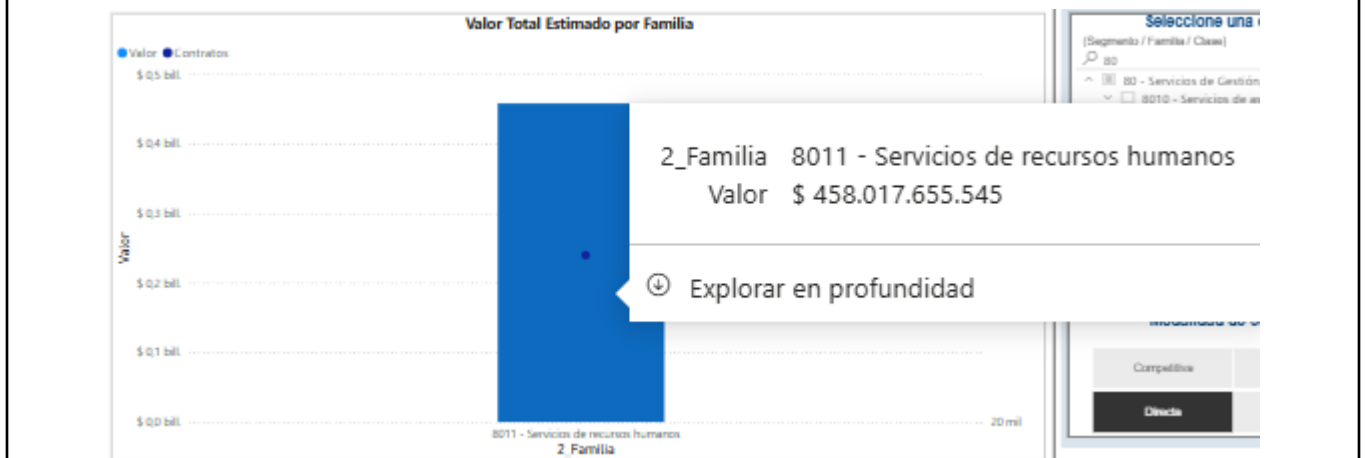 Valor Total Estimado por Familia
Valor Contratos
$ 0,5 bill.
$ 0,4 bill.
$ 0,3 bill.
$ 0,2 bill.
$ 0,1 bill.
$ 0,0 bill.
Valor
20 mil
8011 - Servicios de recursos humanos
2_Familia
2_Familia 8011 - Servicios de recursos humanos
Valor $ 458.017.655.545
Explorar en profundidad
Seleccione una
(Segmento / Familia / Clase)
80
80 - Servicios de Gestión
8010 - Servicios de
Competitiva
Directa